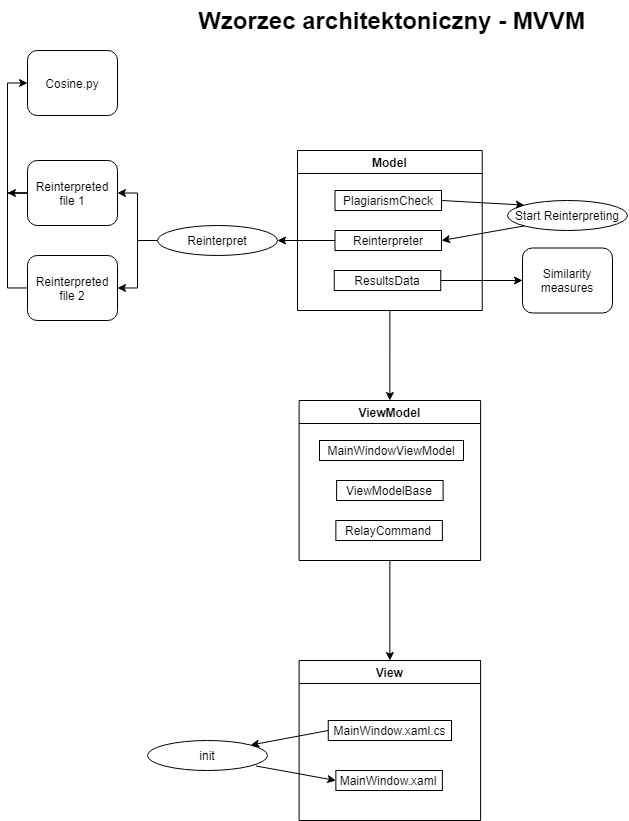 Wzorzec architektoniczny - MVVM
Cosine.py
Reinterpreted
file 1
Reinterpreted
file 2
Reinterpret
Model
PlagiarismCheck
Reinterpreter
ResultsData
Start Reinterpreting
Similarity
measures
ViewModel
MainWindowViewModel
ViewModelBase
RelayCommand
View
MainWindow.xaml.cs
init
MainWindow.xaml